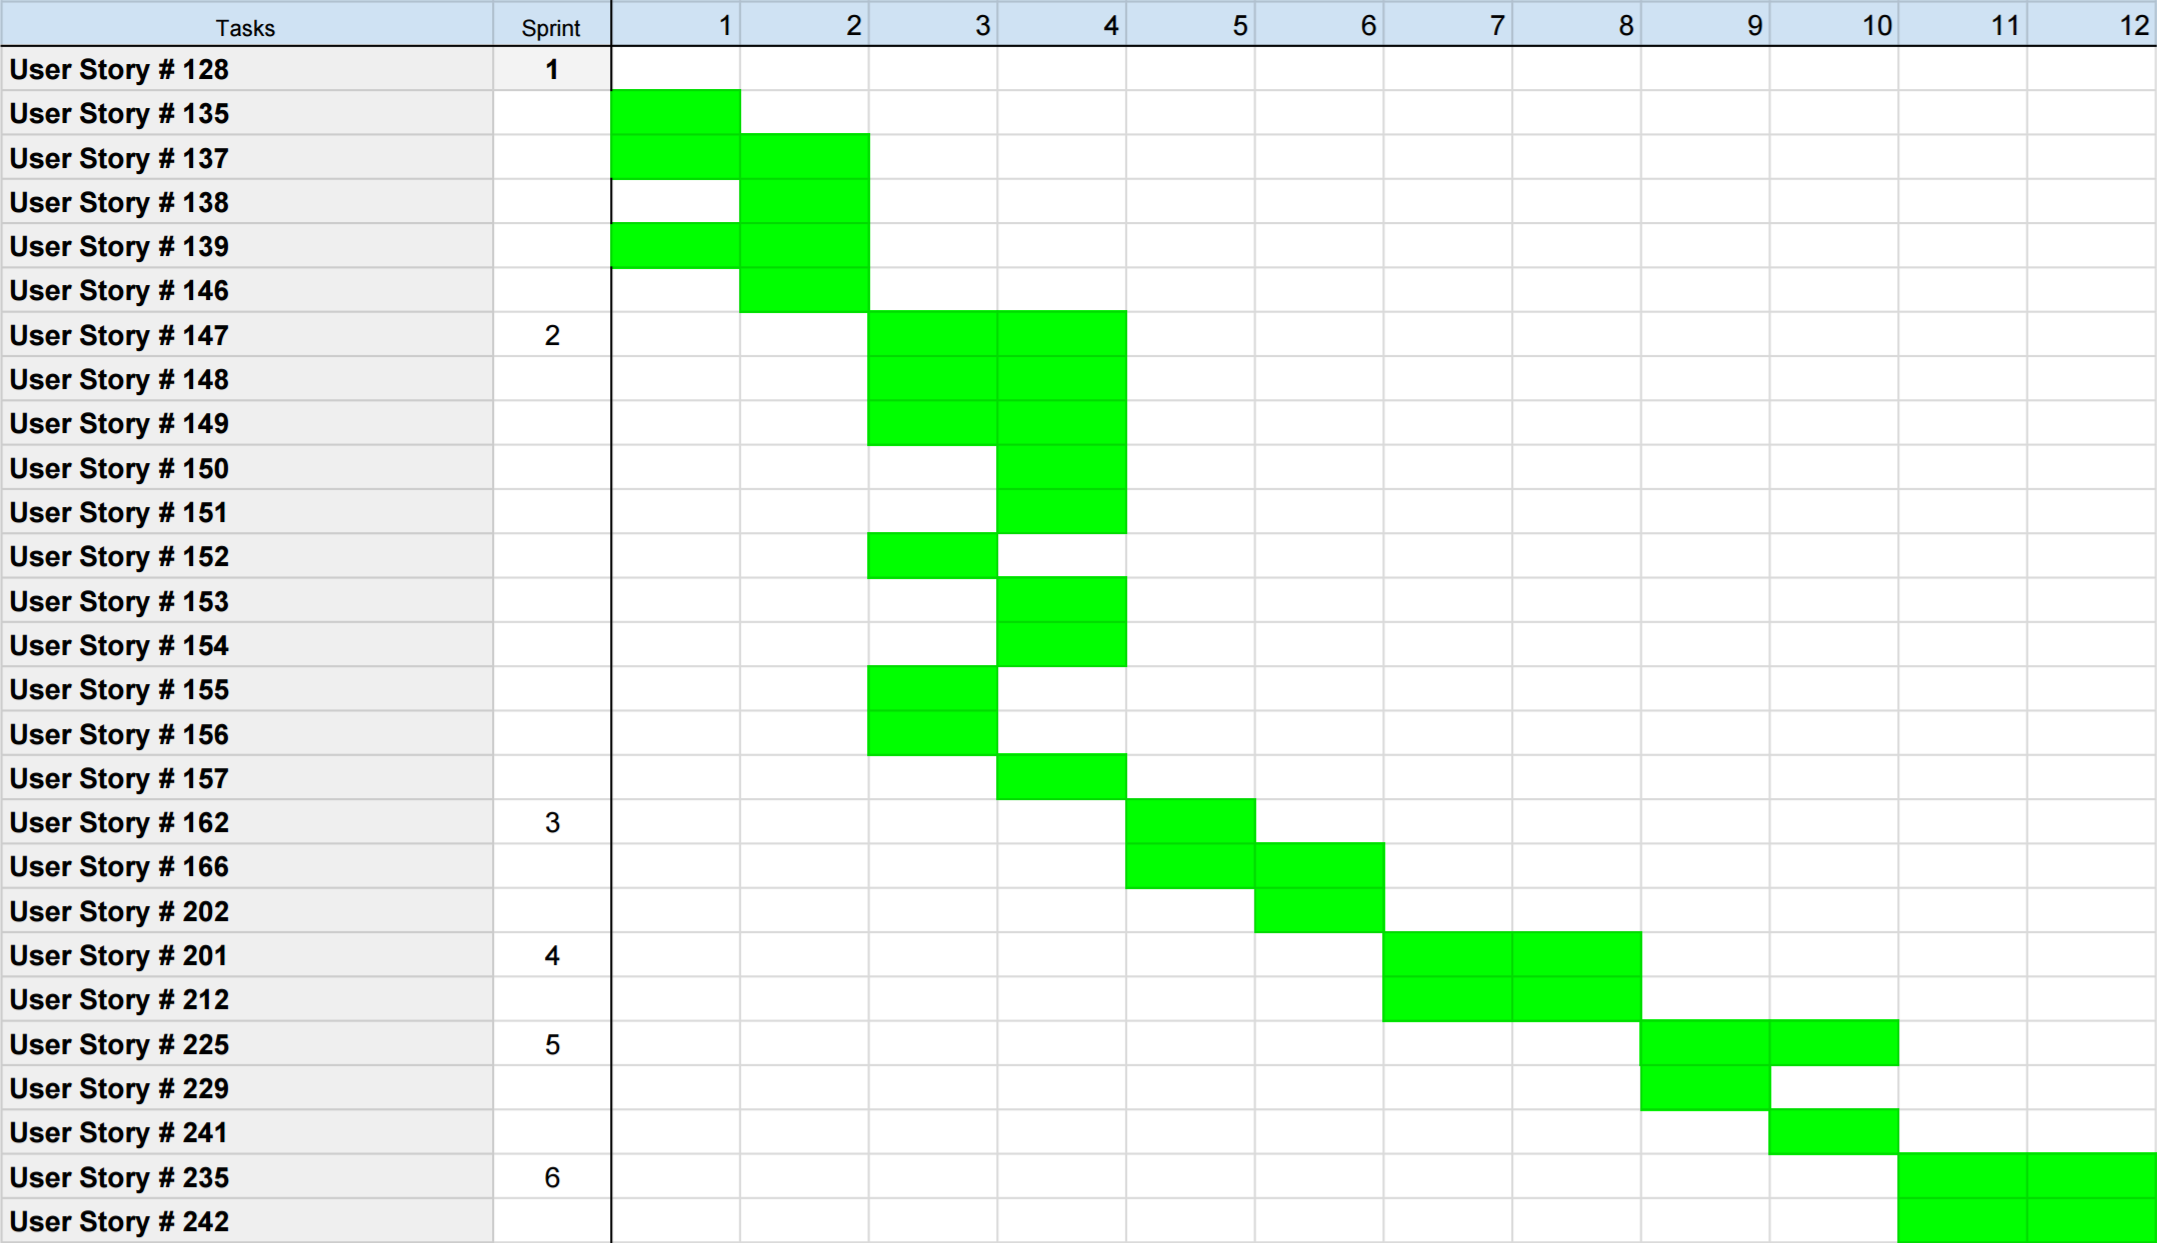 Tasks Sprint 1 2 3 4 5 6 7 8 9 10 11 12
User Story # 128 1
User Story # 135
User Story # 137
User Story # 138
User Story # 139
User Story # 146
User Story # 147 2
User Story # 148
User Story # 149
User Story # 150
User Story # 151
User Story # 152
User Story # 153
User Story # 154
User Story # 155
User Story # 156
User Story # 157
User Story # 162 3
User Story # 166
User Story # 202
User Story # 201 4
User Story # 212
User Story # 225 5
User Story # 229
User Story # 241
User Story # 235 6
User Story # 242